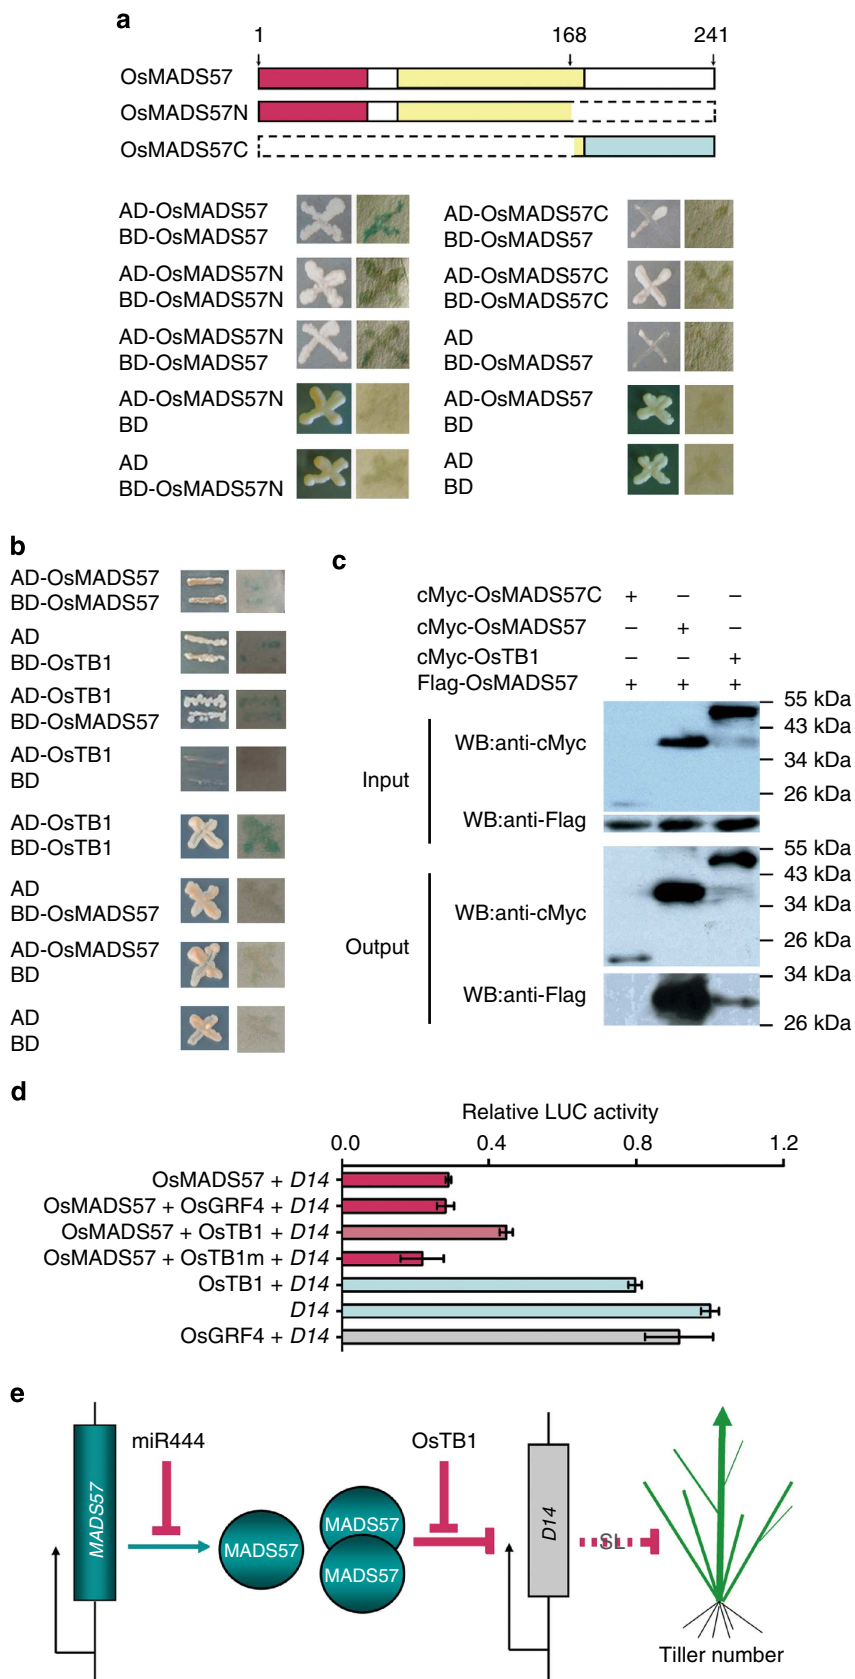 a
1 168 241
OsMADS57
OsMADS57N
OsMADS57C
AD-OsMADS57
BD-OsMADS57
AD-OsMADS57N
BD-OsMADS57N
AD-OsMADS57N
BD-OsMADS57
AD-OsMADS57N
BD
AD
BD-OsMADS57N
AD-OsMADS57C
BD-OsMADS57
AD-OsMADS57C
BD-OsMADS57C
AD
BD-OsMADS57
AD-OsMADS57
BD
AD
BD
b
AD-OsMADS57
BD-OsMADS57
AD
BD-OsTB1
AD-OsTB1
BD-OsMADS57
AD-OsTB1
BD
AD-OsTB1
BD-OsTB1
AD
BD-OsMADS57
AD-OsMADS57
BD
AD
BD
c
cMyc-OsMADS57C + – –
cMyc-OsMADS57 – + –
cMyc-OsTB1 – – +
Flag-OsMADS57 + + +
Input
WB:anti-cMyc
55 kDa
43 kDa
34 kDa
26 kDa
WB:anti-Flag
Output
WB:anti-cMyc
55 kDa
43 kDa
34 kDa
26 kDa
WB:anti-Flag
34 kDa
26 kDa
d
Relative LUC activity
0.0 0.4 0.8 1.2
OsMADS57 + D14
OsMADS57 + OsGRF4 + D14
OsMADS57 + OsTB1 + D14
OsMADS57 + OsTB1m + D14
OsTB1 + D14
D14
OsGRF4 + D14
e
MADS57
miR444
MADS57
MADS57
MADS57
OsTB1
D14
SL
Tiller number